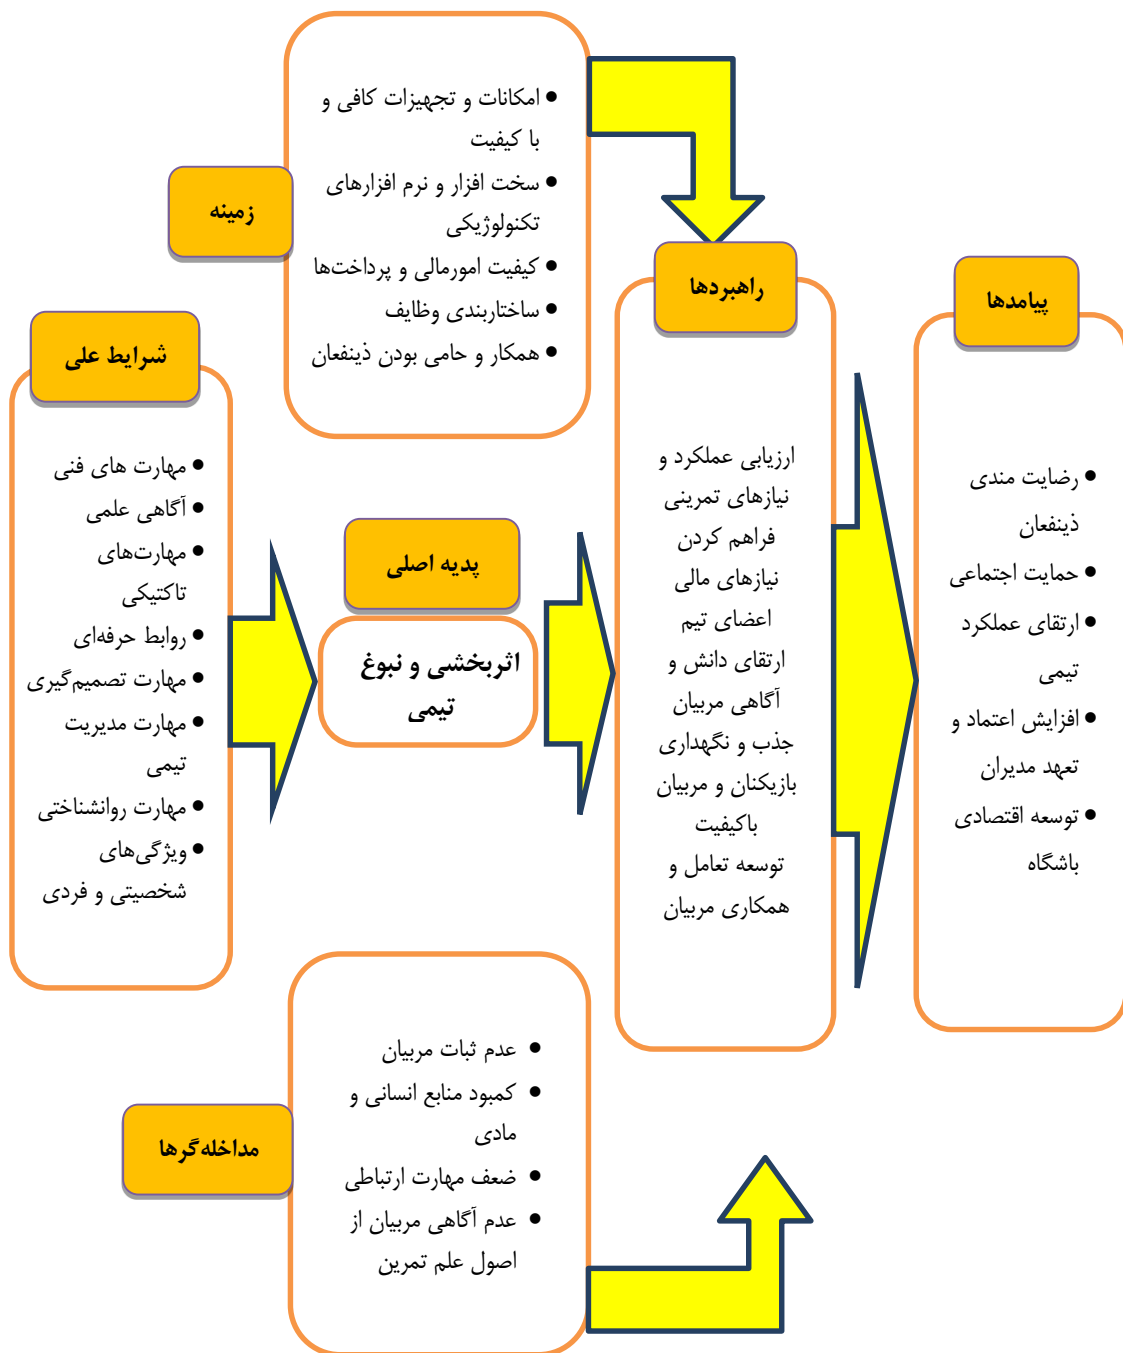 زمینه
• امکانات و تجهیزات کافی و
با کیفیت
• سخت افزار و نرم افزارهای
تکنولوژیکی
• کیفیت امورمالی و پرداخت‌ها
• ساختاربندی وظایف
• همکار و حامی بودن ذینفعان
شرایط علی
• مهارت های فنی
• آگاهی علمی
• مهارت‌های
تاکتیکی
• روابط حرفه‌ای
• مهارت تصمیم‌گیری
• مهارت مدیریت
تیمی
• مهارت روانشناختی
• ویژگی‌های
شخصیتی و فردی
پدیه اصلی
اثربخشی و نبوغ
تیمی
راهبردها
ارزیابی عملکرد و
نیازهای تمرینی
فراهم کردن
نیازهای مالی
اعضای تیم
ارتقای دانش و
آگاهی مربیان
جذب و نگهداری
بازیکنان و مربیان
باکیفیت
توسعه تعامل و
همکاری مربیان
پیامدها
• رضایت مندی
ذینفعان
• حمایت اجتماعی
• ارتقای عملکرد
تیمی
• افزایش اعتماد و
تعهد مدیران
• توسعه اقتصادی
باشگاه
مداخله‌گرها
• عدم ثبات مربیان
• کمبود منابع انسانی و
مادی
• ضعف مهارت ارتباطی
• عدم آگاهی مربیان از
اصول علم تمرین